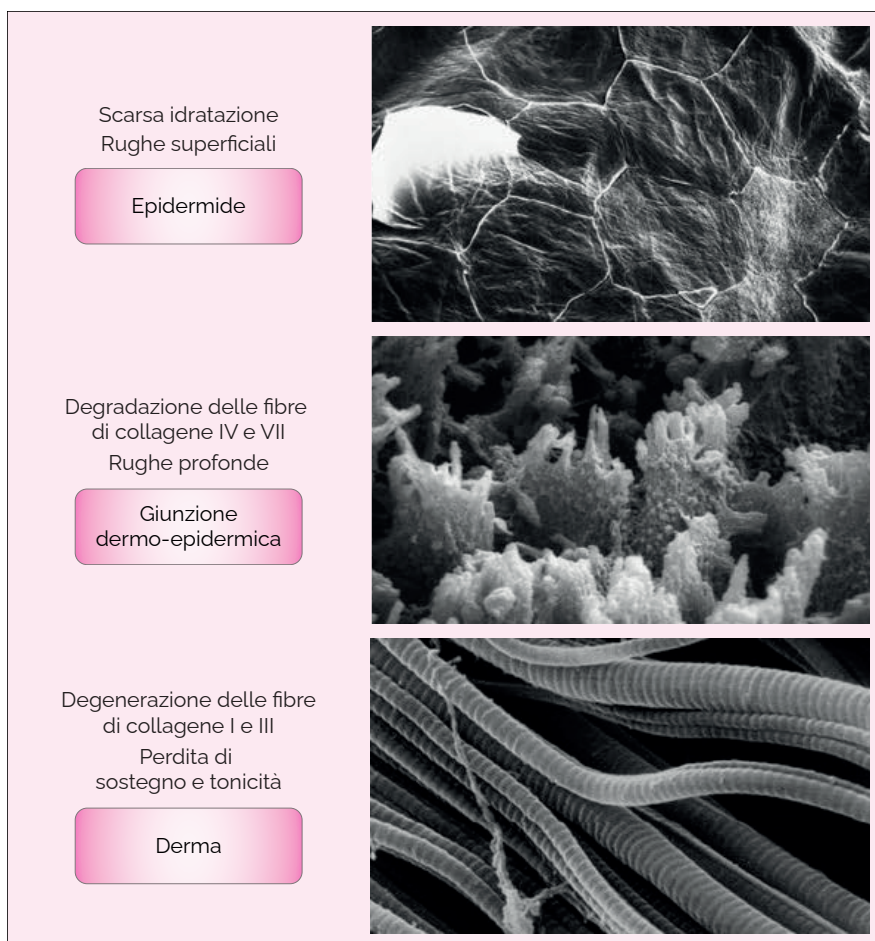 Scarsa idratazione
Rughe superficiali
Epidermide
Degradazione delle fibre
di collagene IV e VII
Rughe profonde
Giunzione
dermo-epidermica
Degenerazione delle fibre
di collagene I e III
Perdita di
sostegno e tonicità
Derma